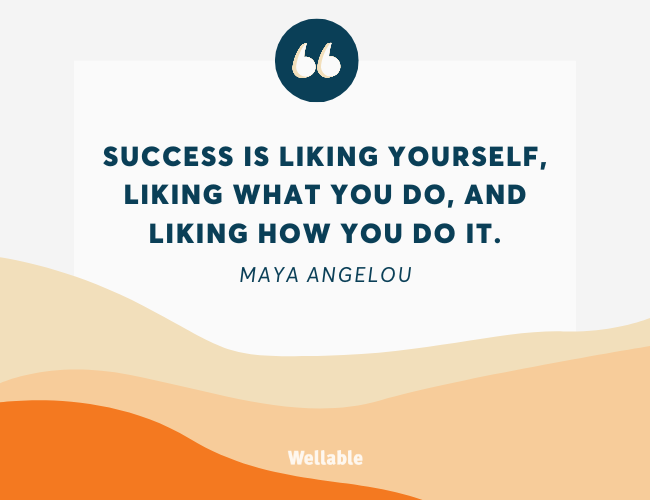 SUCCESS IS LIKING YOURSELF,
LIKING WHAT YOU DO, AND
LIKING HOW YOU DO IT.
MAYA ANGELOU
Wellable